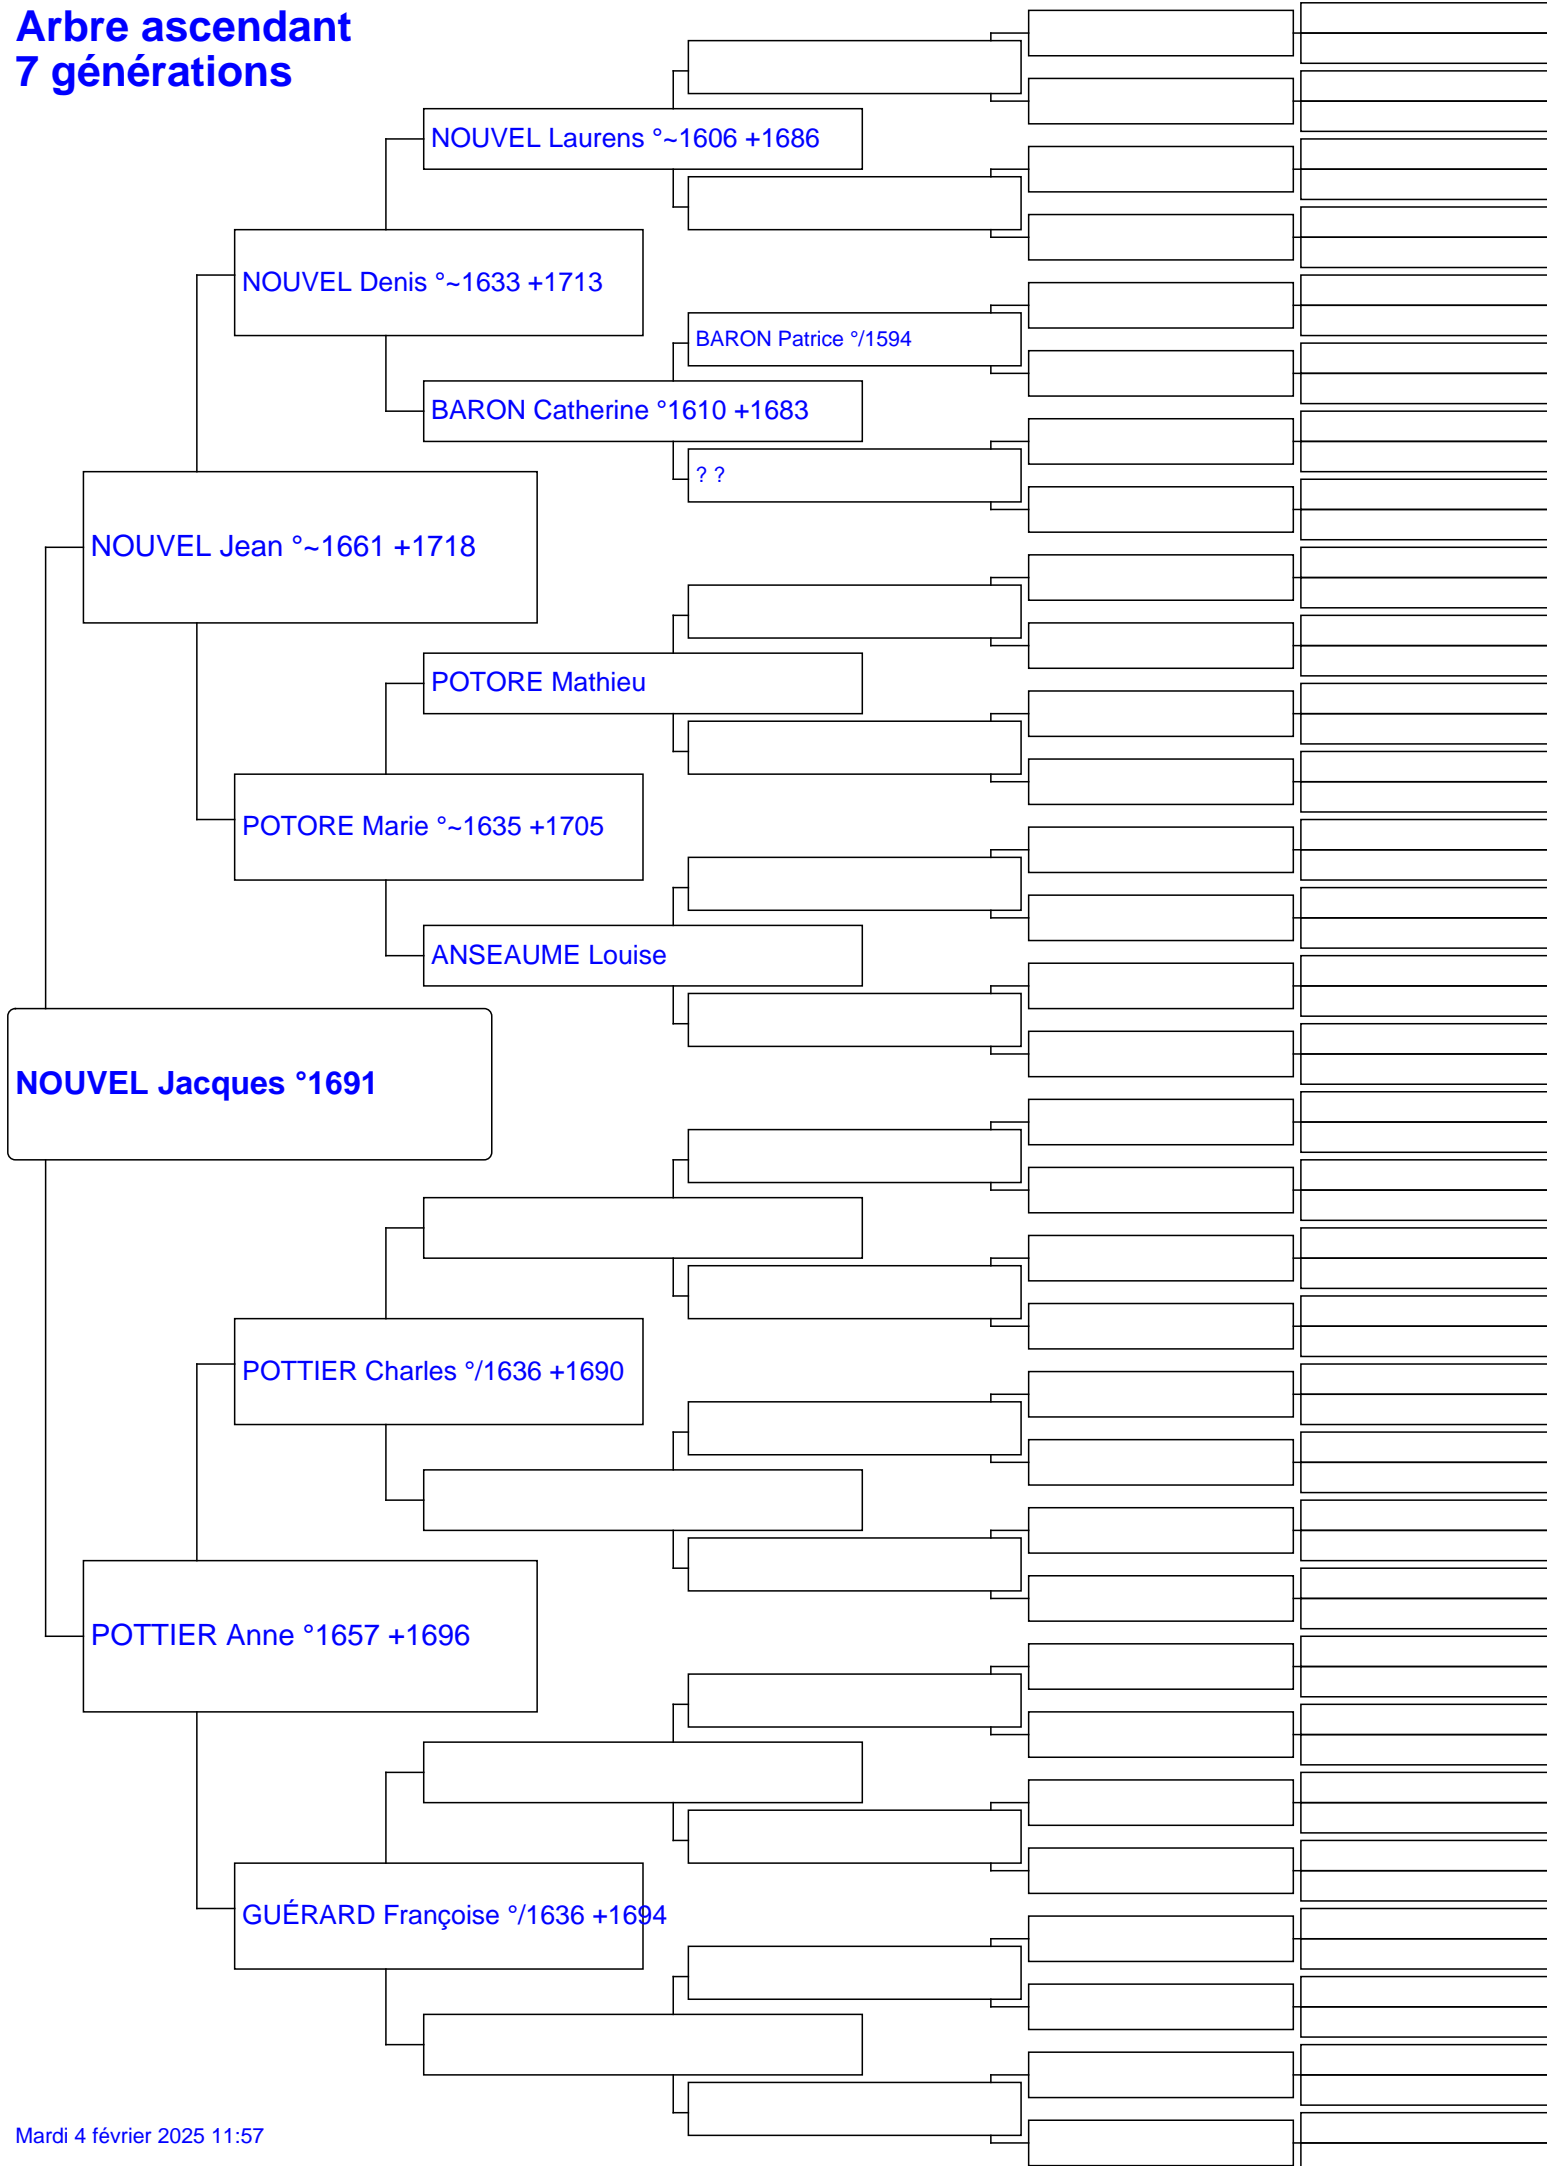 Arbre ascendant
7 générations
NOUVEL Laurens °~1606 +1686
NOUVEL Denis °~1633 +1713
BARON Patrice °/1594
BARON Catherine °1610 +1683
? ?
NOUVEL Jean °~1661 +1718
POTORE Mathieu
POTORE Marie °~1635 +1705
ANSEAUME Louise
NOUVEL Jacques °1691
POTTIER Charles °/1636 +1690
POTTIER Anne °1657 +1696
GUÉRARD Françoise °/1636 +1694
Mardi 4 février 2025 11:57